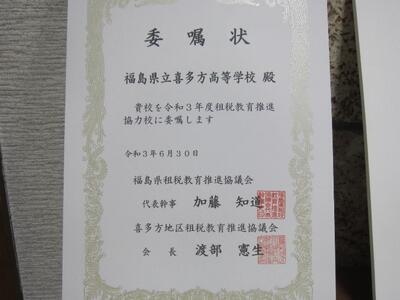 委嘱状
福島県立喜多方高等学校 殿
貴校を令和３年度租税教育推進
協力校に委嘱します
令和３年６月３０日
福島県租税教育推進協議会
代表幹事 加藤 知道
喜多方地区租税教育推進協議会
会 長 渡部 憲生